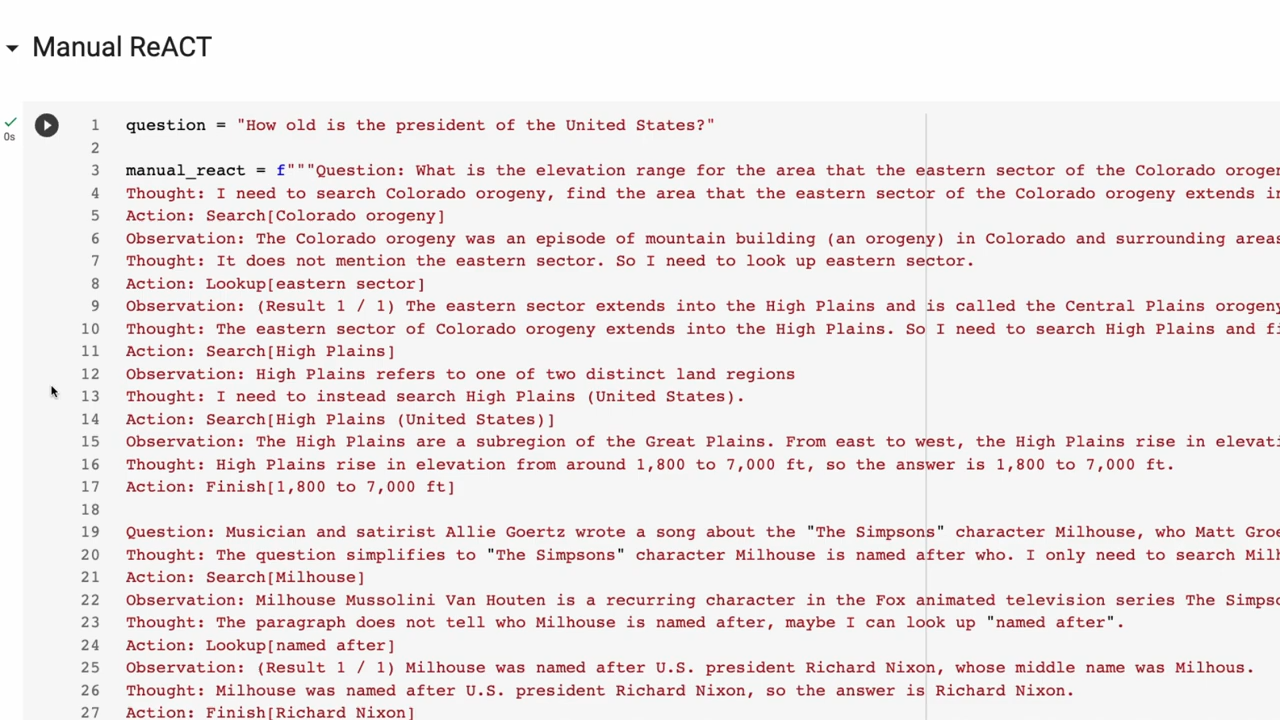 Manual ReACT
0s
1 question = "How old is the president of the United States?"
2
3 manual_react = f"""Question: What is the elevation range for the area that the eastern sector of the Colorado
4 Thought: I need to search Colorado orogeny, find the area that the eastern sector of the Colorado orogeny extends
5 Action: Search[Colorado orogeny]
6 Observation: The Colorado orogeny was an episode of mountain building (an orogeny) in Colorado and surrounding areas
7 Thought: It does not mention the eastern sector. So I need to look up eastern sector.
8 Action: Lookup[eastern sector]
9 Observation: (Result 1 / 1) The eastern sector extends into the High Plains and is called the Central Plains orogeny
10 Thought: The eastern sector of Colorado orogeny extends into the High Plains. So I need to search High Plains and
11 Action: Search[High Plains]
12 Observation: High Plains refers to one of two distinct land regions
13 Thought: I need to instead search High Plains (United States).
14 Action: Search[High Plains (United States)]
15 Observation: The High Plains are a subregion of the Great Plains. From east to west, the High Plains rise in
16 Thought: High Plains rise in elevation from around 1,800 to 7,000 ft, so the answer is 1,800 to 7,000 ft.
17 Action: Finish[1,800 to 7,000 ft]
18
19 Question: Musician and satirist Allie Goertz wrote a song about the "The Simpsons" character Milhouse, who Matt
20 Thought: The question simplifies to "The Simpsons" character Milhouse is named after who. I only need to search
21 Action: Search[Milhouse]
22 Observation: Milhouse Mussolini Van Houten is a recurring character in the Fox animated television series The
23 Thought: The paragraph does not tell who Milhouse is named after, maybe I can look up "named after".
24 Action: Lookup[named after]
25 Observation: (Result 1 / 1) Milhouse was named after U.S. president Richard Nixon, whose middle name was Milhous.
26 Thought: Milhouse was named after U.S. president Richard Nixon, so the answer is Richard Nixon.
27 Action: Finish[Richard Nixon]